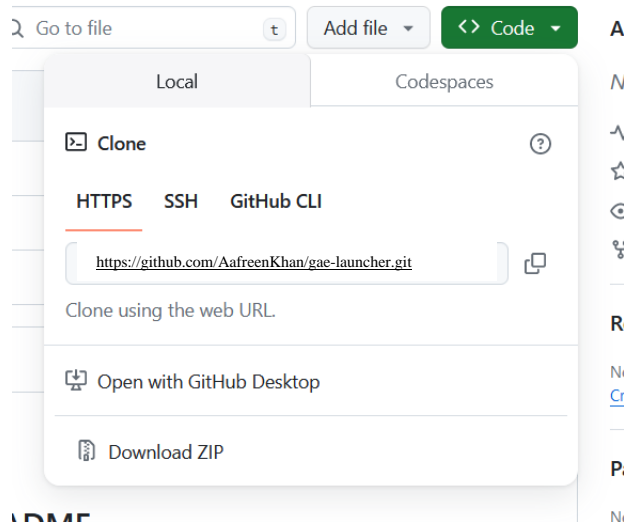 Go to file t Add file Code
Local Codespaces
Clone
HTTPS SSH GitHub CLI
https://github.com/AafreenKhan/gae-launcher.git
Clone using the web URL.
Open with GitHub Desktop
Download ZIP